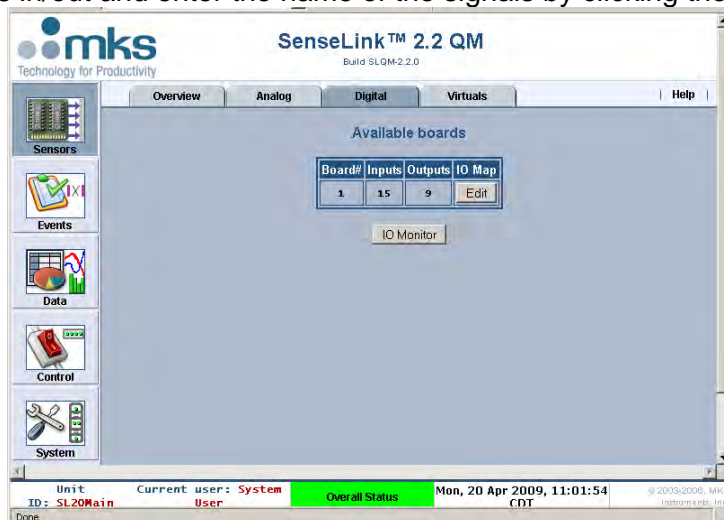 e in/out and enter the name of the signals by clicking the
mks
Technology for Productivity
SenseLink™ 2.2 QM
Build SLQM-2.2.0
Overview Analog Digital Virtuals | Help |
Sensors
Available boards
Board# Inputs Outputs IO Map
1 15 9 Edit
IO Monitor
Events
Data
Control
System
Unit ID: SL20Main
Current user: System User
Overall Status
Mon, 20 Apr 2009, 11:01:54 CDT
© 2003-2006, MK
Instruments, In
Done